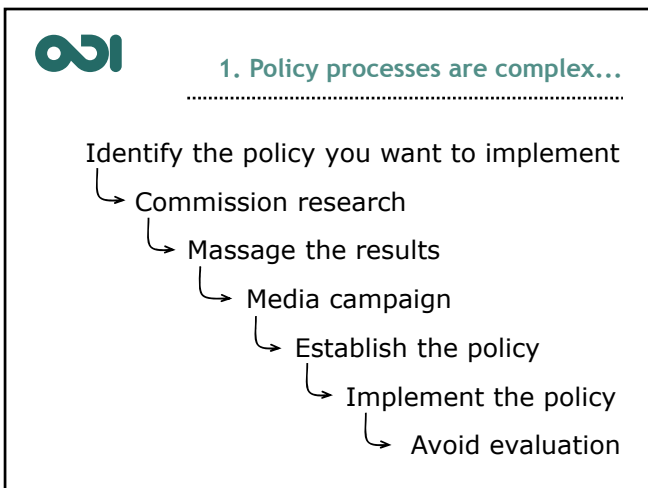 ODI
1. Policy processes are complex...
Identify the policy you want to implement
Commission research
Massage the results
Media campaign
Establish the policy
Implement the policy
Avoid evaluation